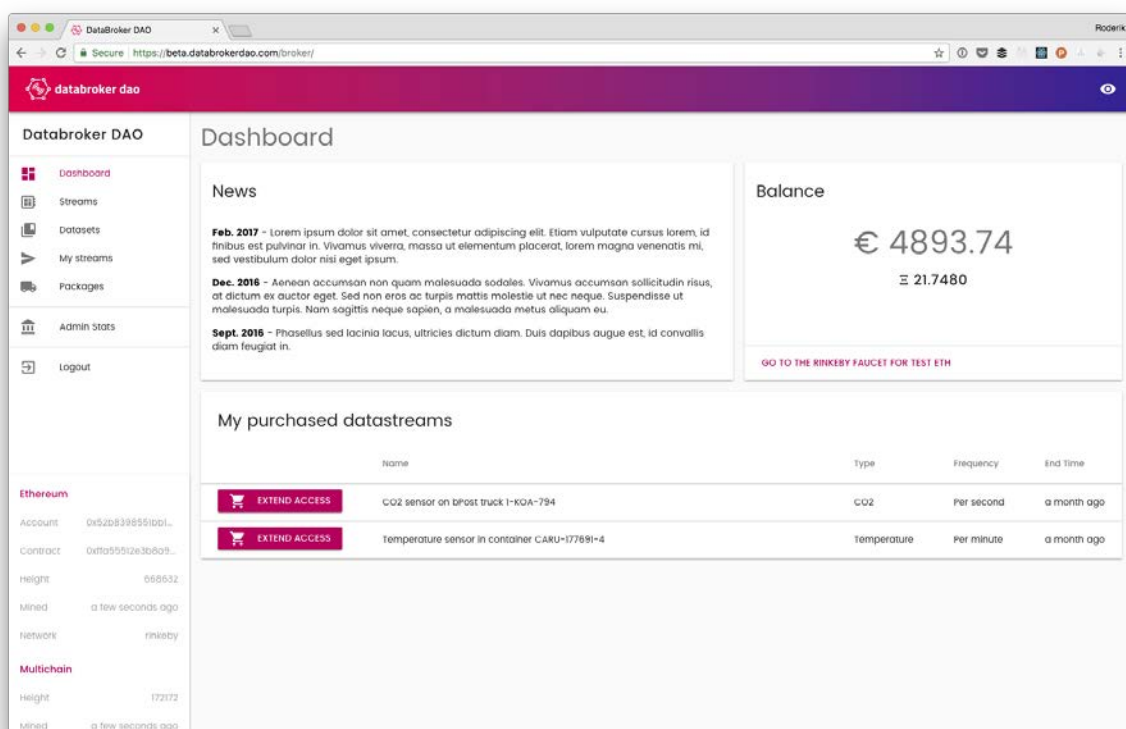 DataBroker DAO
Roderik
Secure https://beta.databrokerdao.com/broker/
databroker dao
Databroker DAO
Dashboard
Streams
Datasets
My streams
Packages
Admin Stats
Logout
Ethereum
Account
Contract
Height 668632
Mined a few seconds ago
Network rinkeby
Multichain
Height 172172
Mined a few seconds ago
Dashboard
News
Feb. 2017 - Lorem ipsum dolor sit amet, consectetur adipiscing elit. Etiam vulputate cursus lorem, id
finibus est pulvinar in. Vivamus viverra, massa ut elementum placerat, lorem magna venenatis mi,
sed vestibulum dolor nisi eget ipsum.
Dec. 2016 - Aenean accumsan non quam malesuada sodales. Vivamus accumsan sollicitudin risus,
at dictum ex auctor eget. Sed non eros ac turpis mattis molestie ut nec neque. Suspendisse ut
malesuada turpis. Nam sagittis neque sapien, a malesuada metus aliquam eu.
Sept. 2016 - Phasellus sed lacinia lacus, ultricies dictum diam. Duis dapibus augue est, id convallis
diam feugiat in.
Balance
€ 4893.74
Ξ 21.7480
GO TO THE RINKEBY FAUCET FOR TEST ETH
My purchased datastreams
Name Type Frequency End Time
EXTEND ACCESS CO2 sensor on bPost truck 1-KOA-794 CO2 Per second a month ago
EXTEND ACCESS Temperature sensor in container CARU-177691-4 Temperature Per minute a month ago